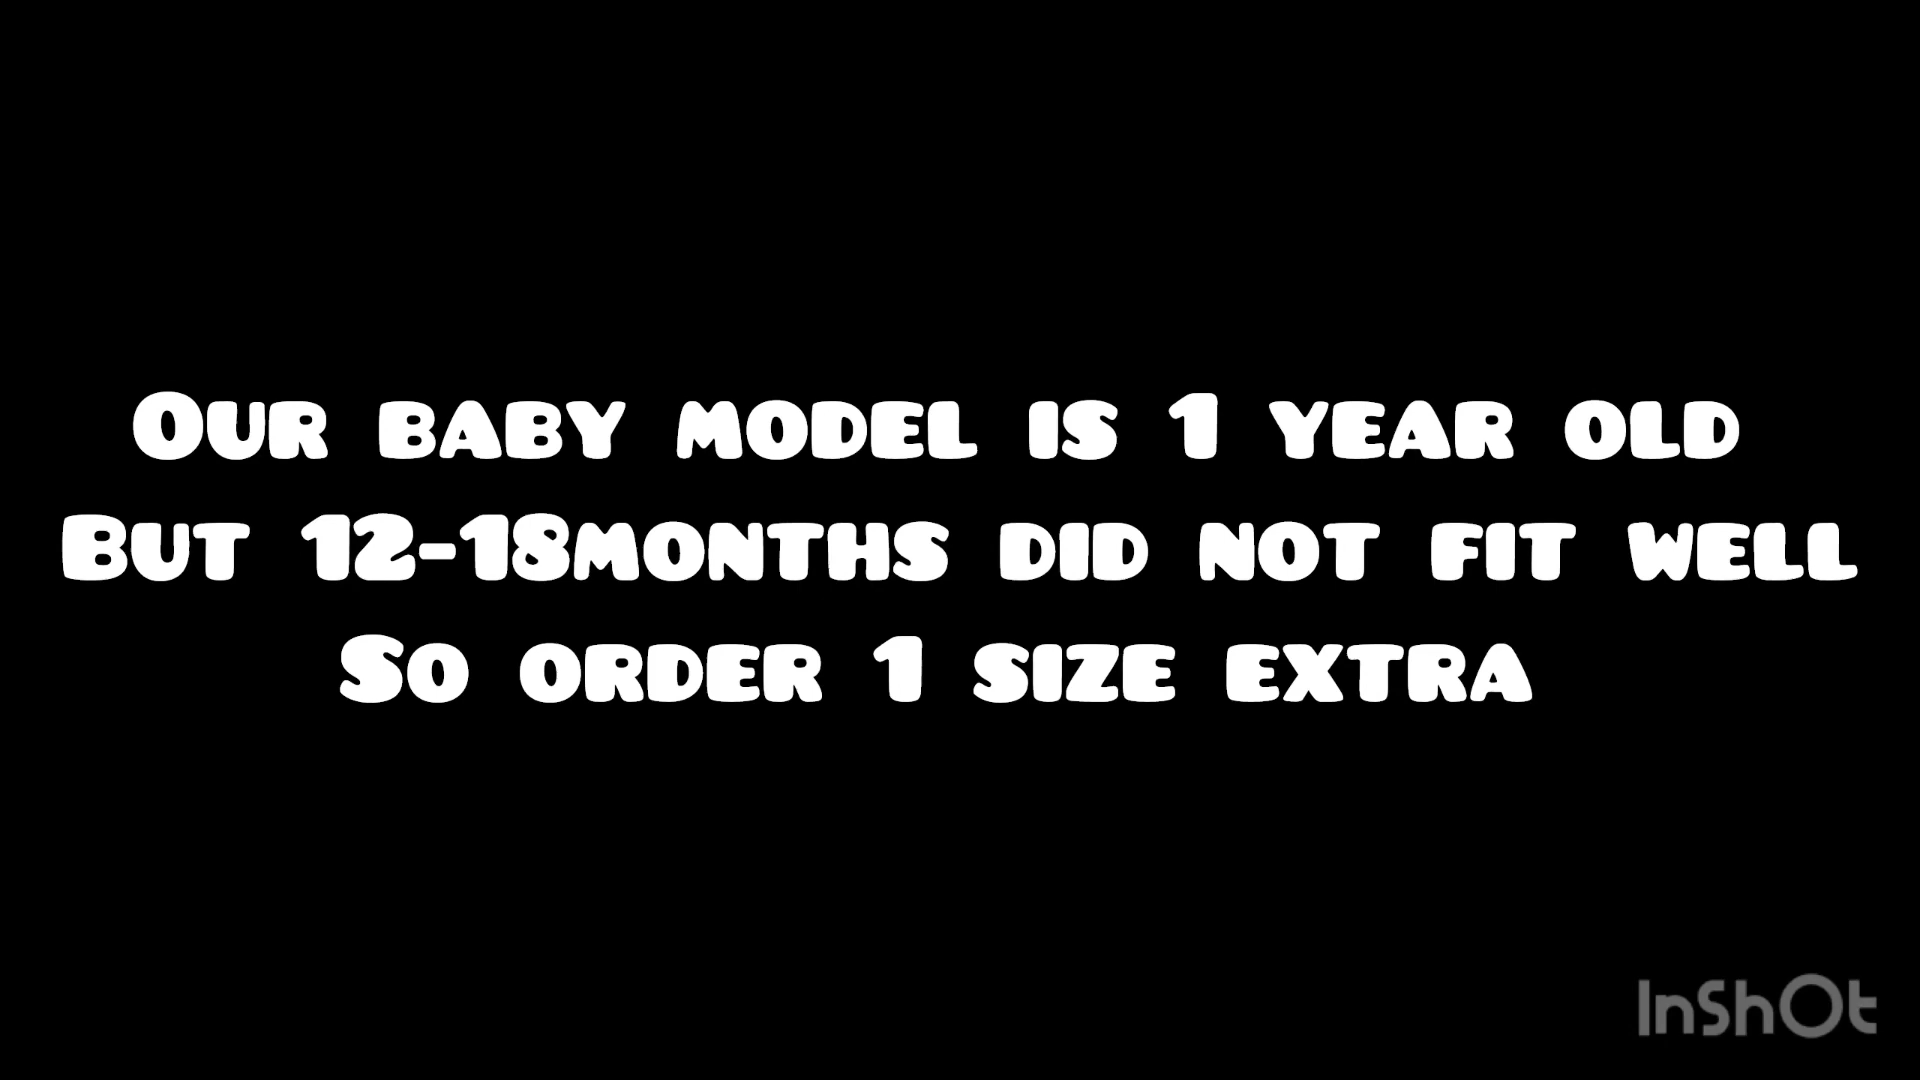 Our baby model is 1 year old
But 12-18months did not fit well
So order 1 size extra
InShOt